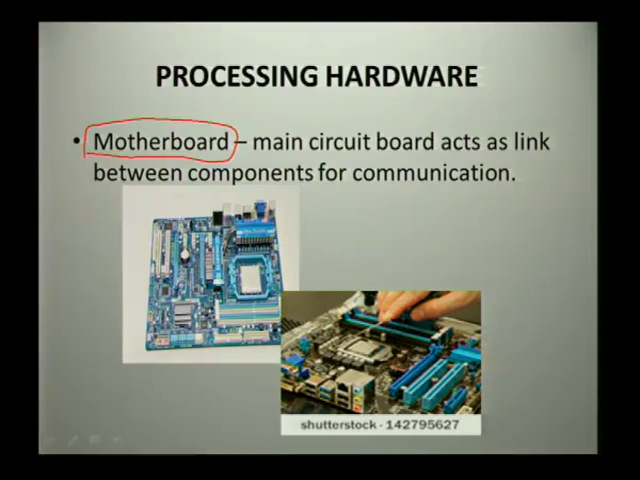 PROCESSING HARDWARE
• Motherboard – main circuit board acts as link
between components for communication.
shutterstock · 142795627